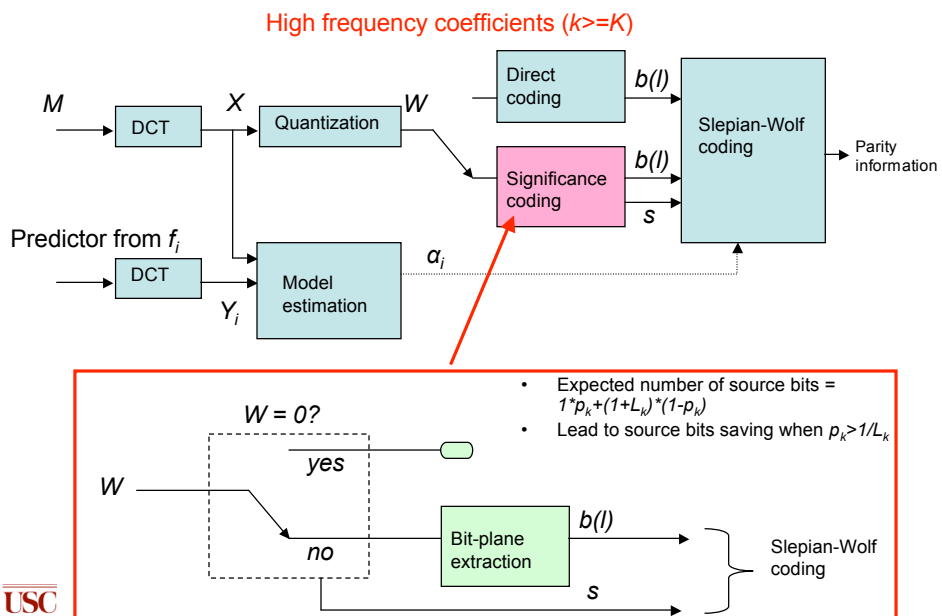 High frequency coefficients (k>=K)
Direct
coding
b(l)
M
DCT
X
Quantization
W
Slepian-Wolf
coding
Parity
information
Significance
coding
b(l)
s
Predictor from fi
DCT
Yi
Model
estimation
αi
• Expected number of source bits =
1*pk+(1+Lk)*(1-pk)
• Lead to source bits saving when pk>1/Lk
W = 0?
yes
W
no
Bit-plane
extraction
b(l)
s
Slepian-Wolf
coding
USC